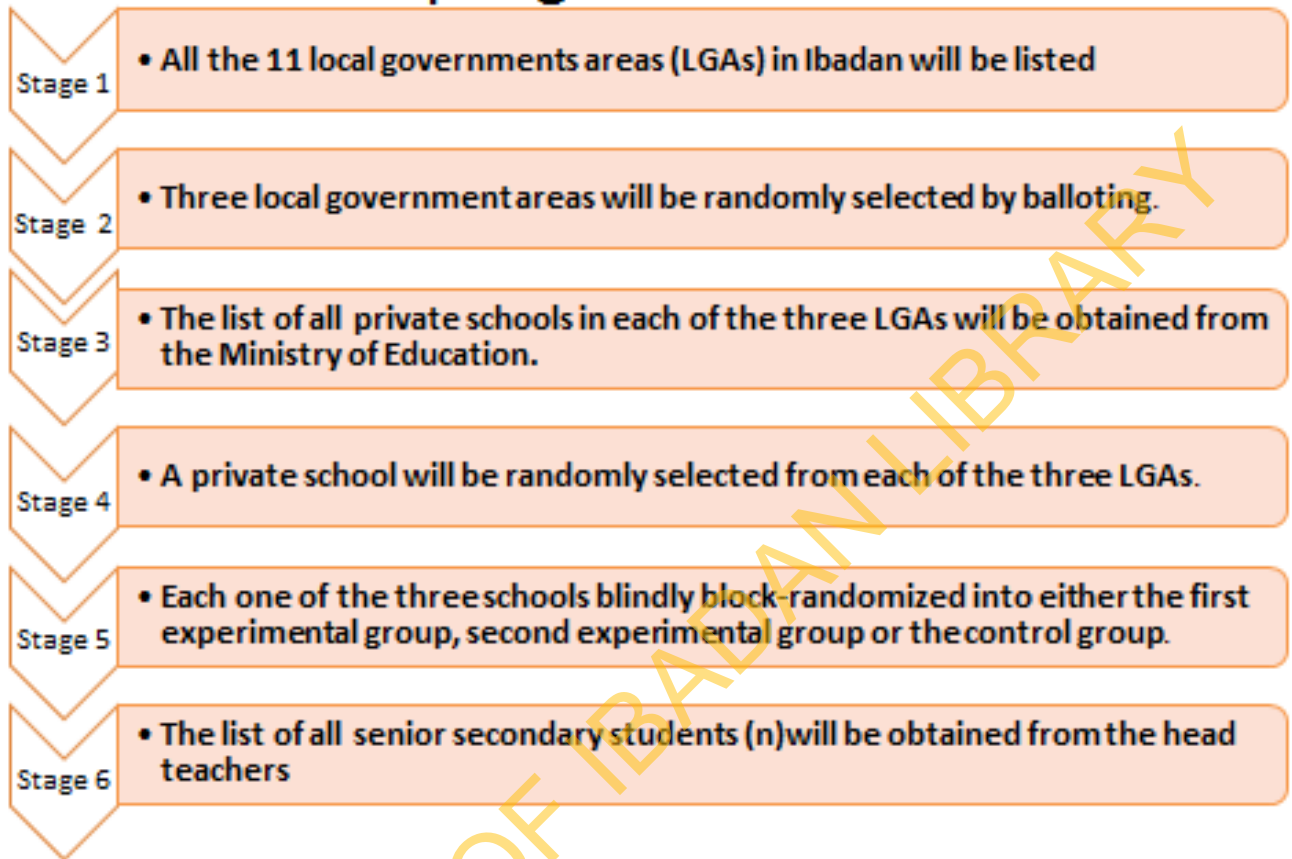 Stage 1
• All the 11 local governments areas (LGAs) in Ibadan will be listed
Stage 2
• Three local government areas will be randomly selected by balloting.
Stage 3
• The list of all private schools in each of the three LGAs will be obtained from
the Ministry of Education.
Stage 4
• A private school will be randomly selected from each of the three LGAs.
Stage 5
• Each one of the three schools blindly block-randomized into either the first
experimental group, second experimental group or the control group.
Stage 6
• The list of all senior secondary students (n)will be obtained from the head
teachers
OF IBADAN LIBRARY